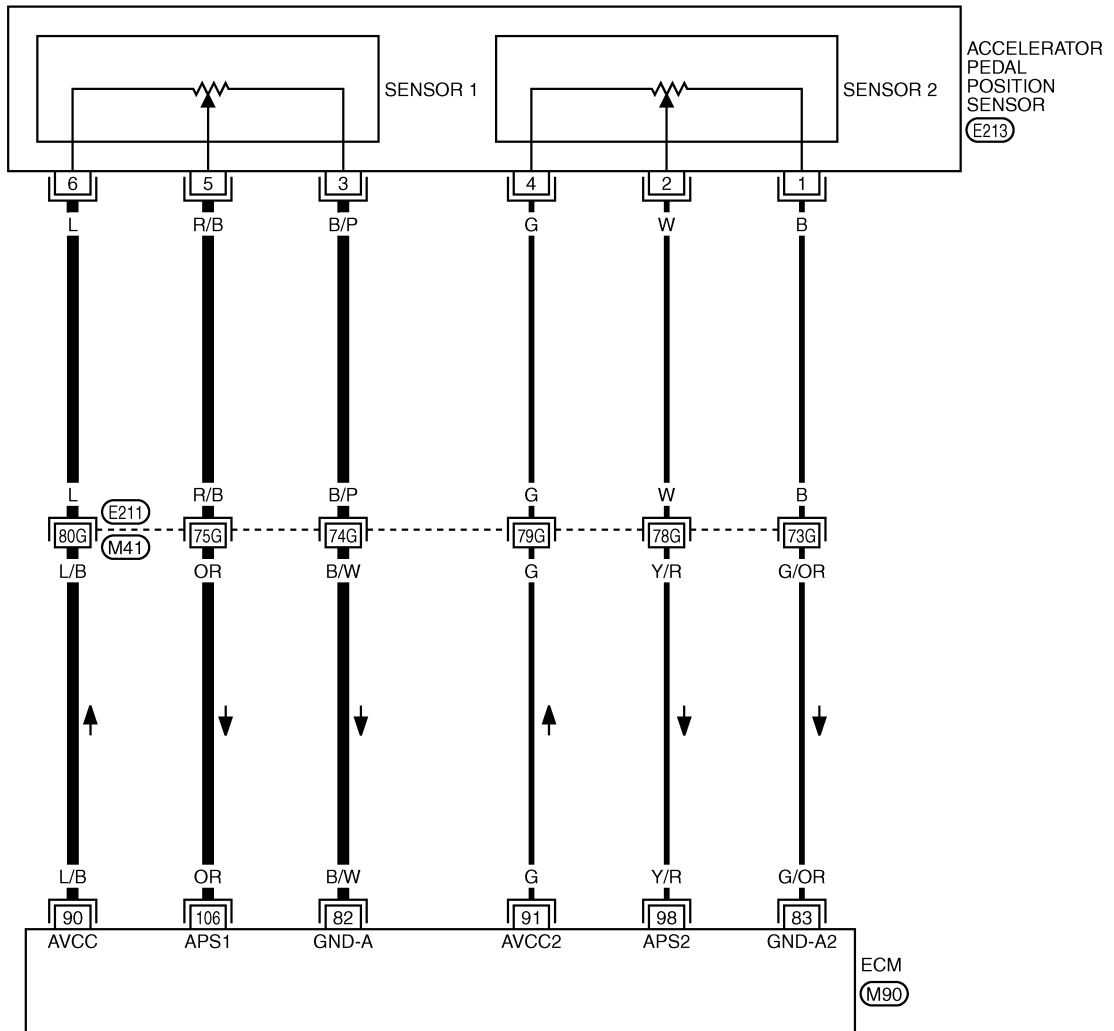 SENSOR 1
SENSOR 2
ACCELERATOR
PEDAL
POSITION
SENSOR
E213
6 5 3 4 2 1
L R/B B/P G W B
L R/B B/P G W B
E211
80G 75G 74G 79G 78G 73G
M41
L/B OR B/W G Y/R G/OR
L/B OR B/W G Y/R G/OR
90 106 82 91 98 83
AVCC APS1 GND-A AVCC2 APS2 GND-A2
ECM
M90